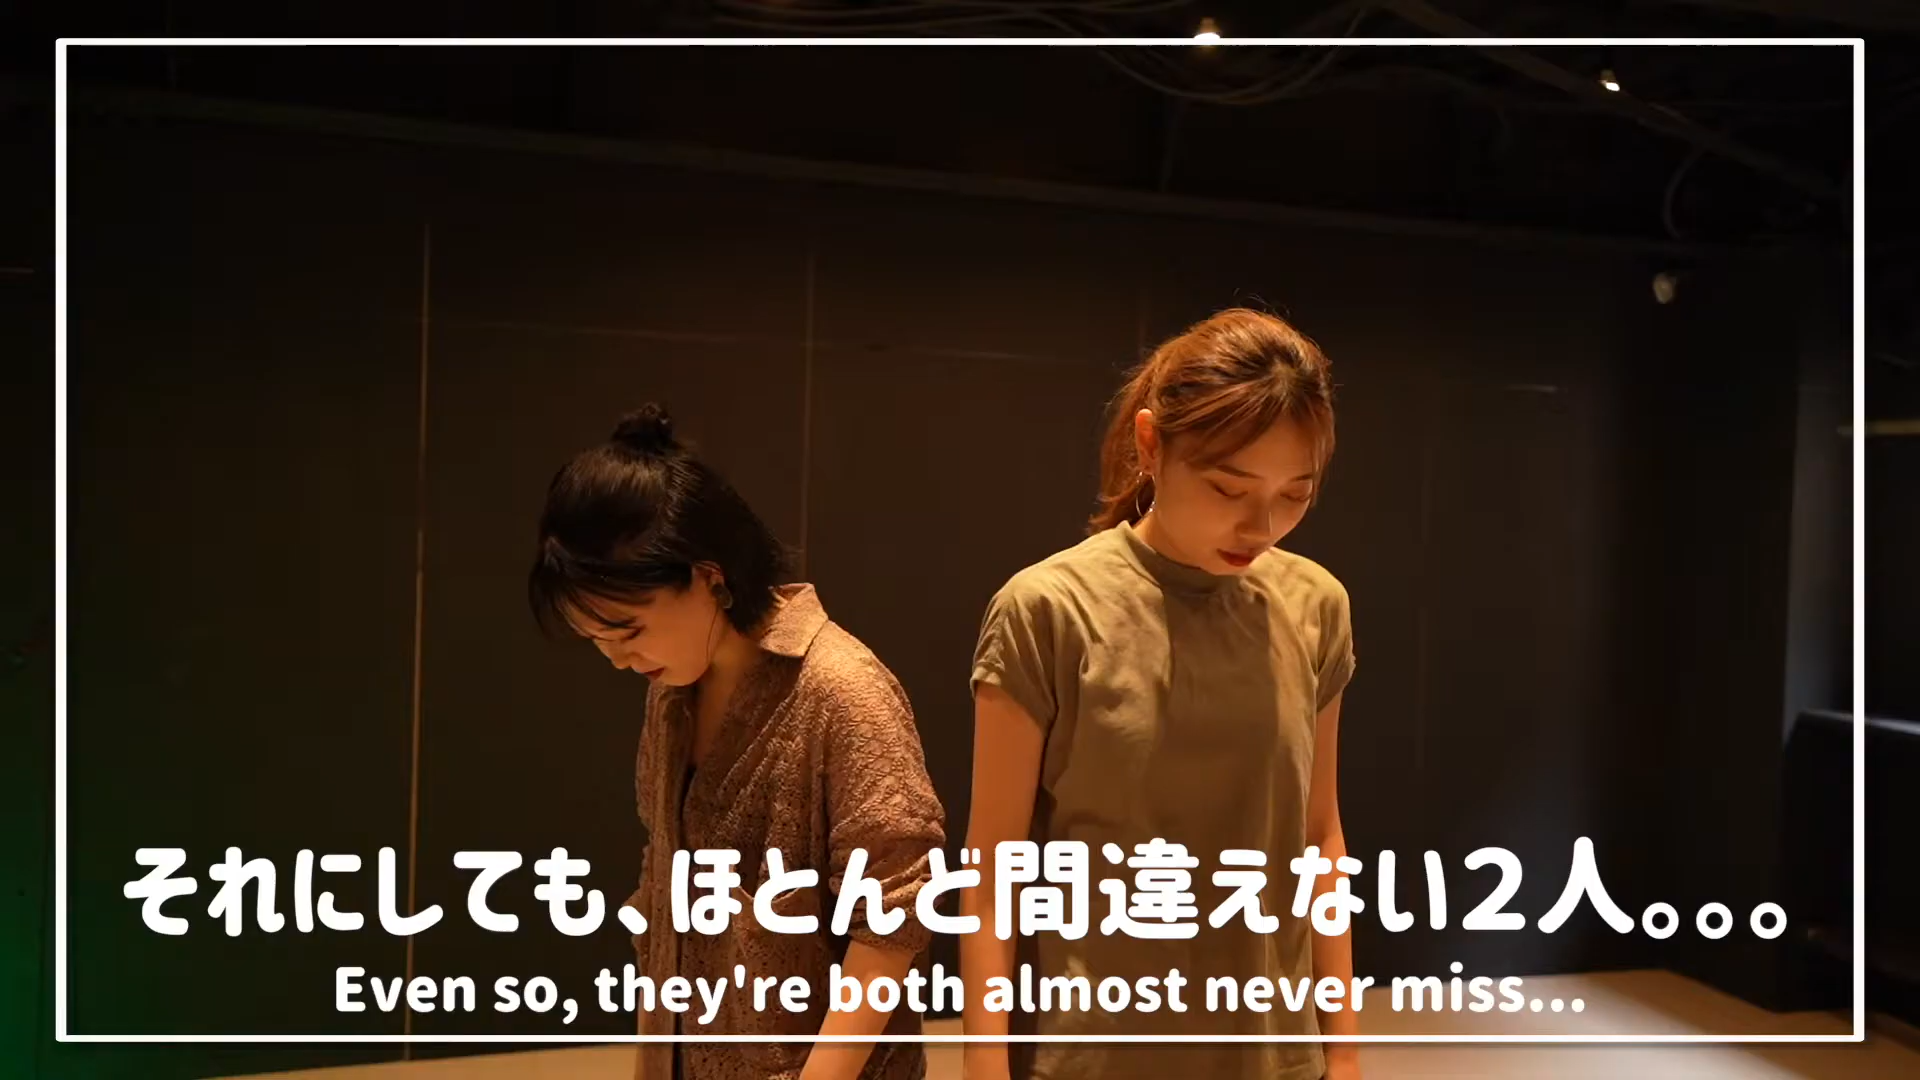 それにしても、ほとんど間違えない2人。。。
Even so, they're both almost never miss...